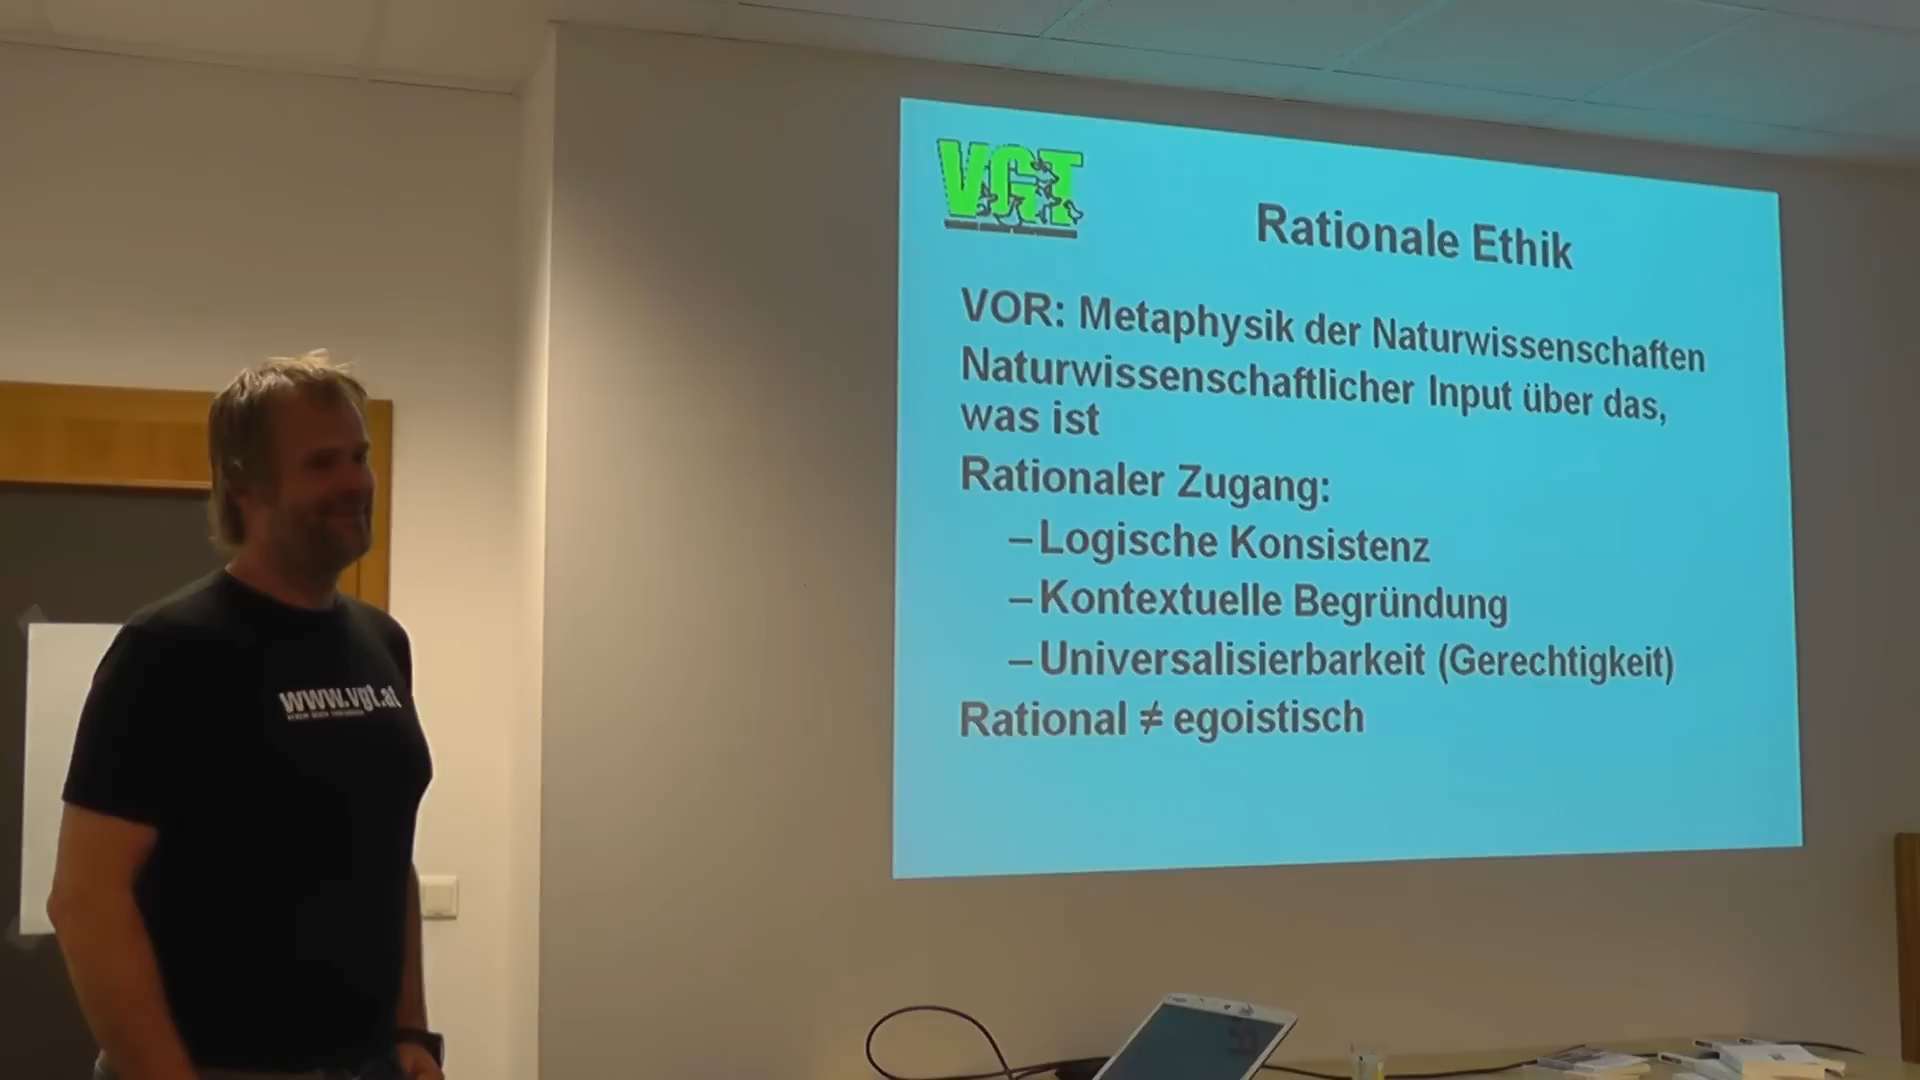 VGT
Rationale Ethik
VOR: Metaphysik der Naturwissenschaften
Naturwissenschaftlicher Input über das,
was ist
Rationaler Zugang:
–Logische Konsistenz
–Kontextuelle Begründung
–Universalisierbarkeit (Gerechtigkeit)
Rational ≠ egoistisch
www.vgt.at